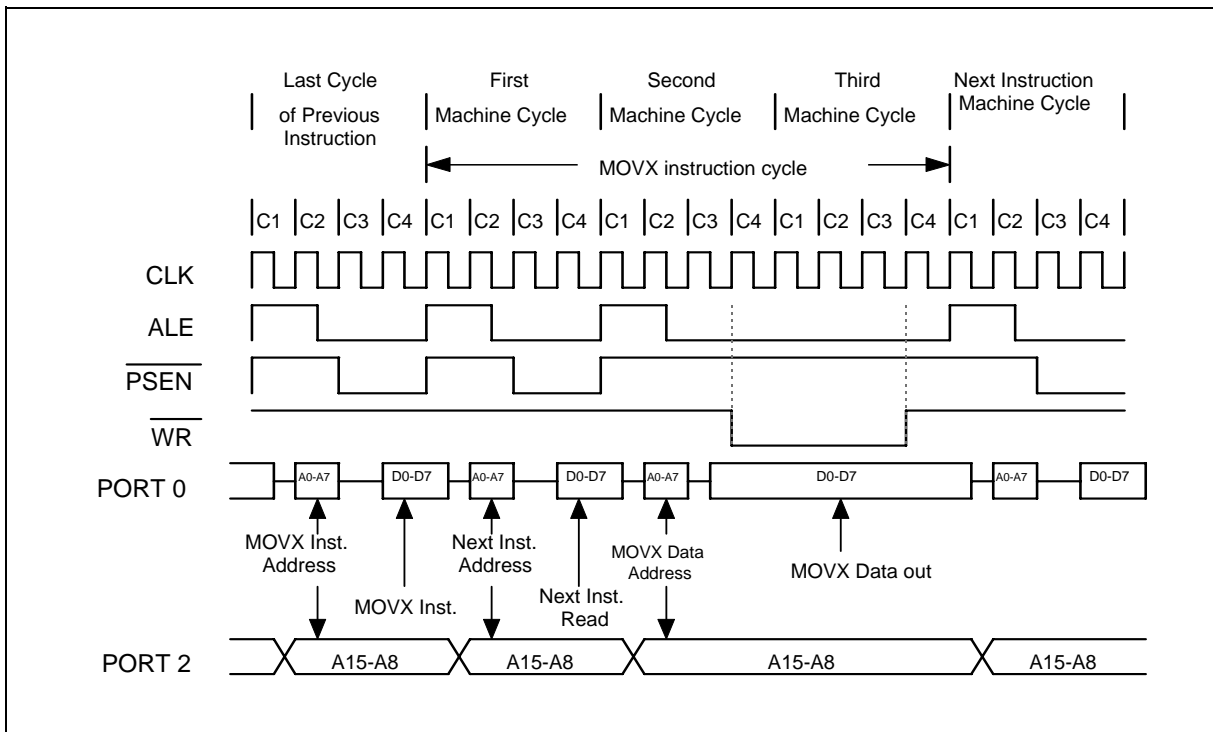 Last Cycle of Previous Instruction
First Machine Cycle
Second Machine Cycle
Third Machine Cycle
Next Instruction Machine Cycle
MOVX instruction cycle
C1 C2 C3 C4 C1 C2 C3 C4 C1 C2 C3 C4 C1 C2 C3 C4 C1 C2 C3 C4
CLK
ALE
PSEN
WR
PORT 0
A0-A7 D0-D7 A0-A7 D0-D7 A0-A7 D0-D7 A0-A7 D0-D7
MOVX Inst. Address
MOVX Inst.
Next Inst. Address
Next Inst. Read
MOVX Data Address
MOVX Data out
PORT 2
A15-A8 A15-A8 A15-A8 A15-A8